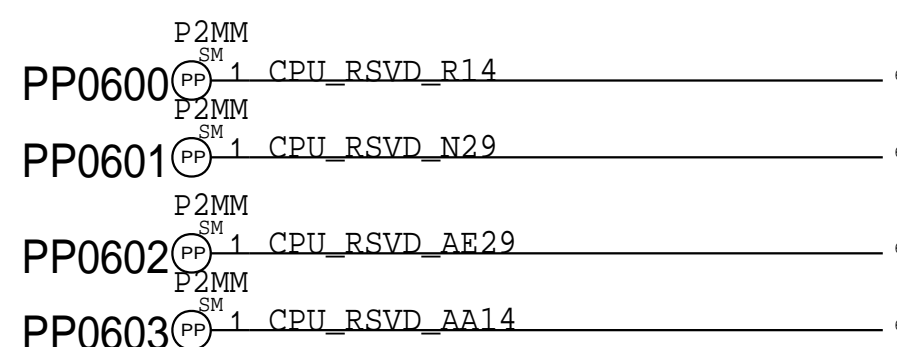 P2MM
SM
PP0600 PP 1 CPU_RSVD_R14
P2MM
SM
PP0601 PP 1 CPU_RSVD_N29
P2MM
SM
PP0602 PP 1 CPU_RSVD_AE29
P2MM
SM
PP0603 PP 1 CPU_RSVD_AA14